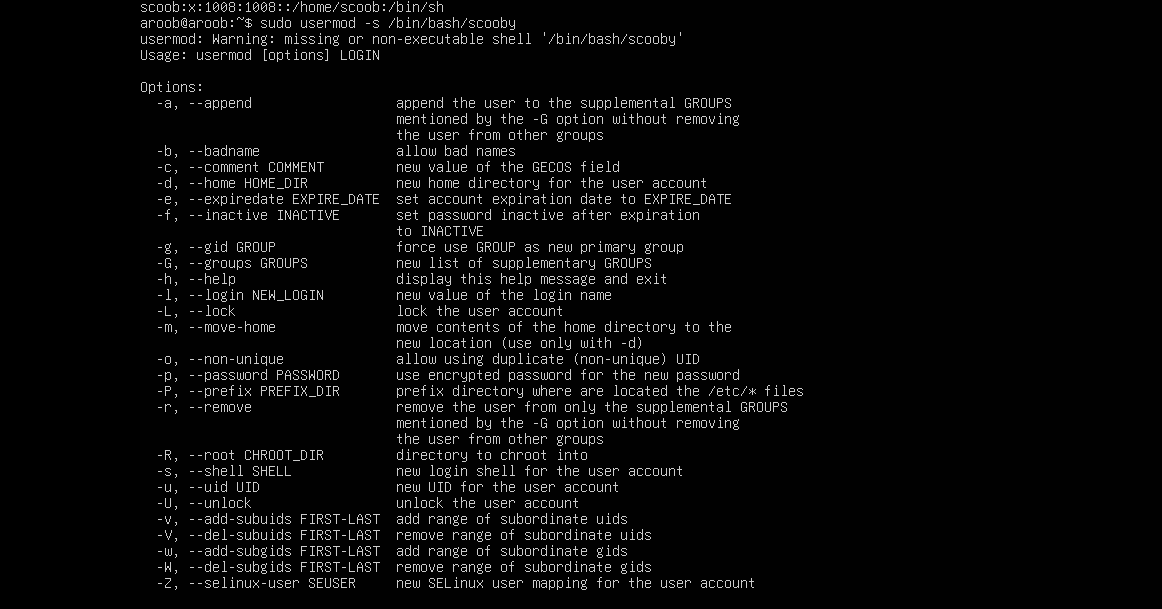 scoob:x:1008:1008::/home/scoob:/bin/sh
aroob@aroob:~$ sudo usermod -s /bin/bash/scooby
usermod: Warning: missing or non-executable shell '/bin/bash/scooby'
Usage: usermod [options] LOGIN

Options:
  -a, --append                  append the user to the supplemental GROUPS
                                mentioned by the -G option without removing
                                the user from other groups
  -b, --badname                 allow bad names
  -c, --comment COMMENT         new value of the GECOS field
  -d, --home HOME_DIR           new home directory for the user account
  -e, --expiredate EXPIRE_DATE  set account expiration date to EXPIRE_DATE
  -f, --inactive INACTIVE       set password inactive after expiration
                                to INACTIVE
  -g, --gid GROUP               force use GROUP as new primary group
  -G, --groups GROUPS           new list of supplementary GROUPS
  -h, --help                    display this help message and exit
  -l, --login NEW_LOGIN         new value of the login name
  -L, --lock                    lock the user account
  -m, --move-home               move contents of the home directory to the
                                new location (use only with -d)
  -o, --non-unique              allow using duplicate (non-unique) UID
  -p, --password PASSWORD       use encrypted password for the new password
  -P, --prefix PREFIX_DIR       prefix directory where are located the /etc/* files
  -r, --remove                  remove the user from only the supplemental GROUPS
                                mentioned by the -G option without removing
                                the user from other groups
  -R, --root CHROOT_DIR         directory to chroot into
  -s, --shell SHELL             new login shell for the user account
  -u, --uid UID                 new UID for the user account
  -U, --unlock                  unlock the user account
  -v, --add-subuids FIRST-LAST  add range of subordinate uids
  -V, --del-subuids FIRST-LAST  remove range of subordinate uids
  -w, --add-subgids FIRST-LAST  add range of subordinate gids
  -W, --del-subgids FIRST-LAST  remove range of subordinate gids
  -Z, --selinux-user SEUSER     new SELinux user mapping for the user account